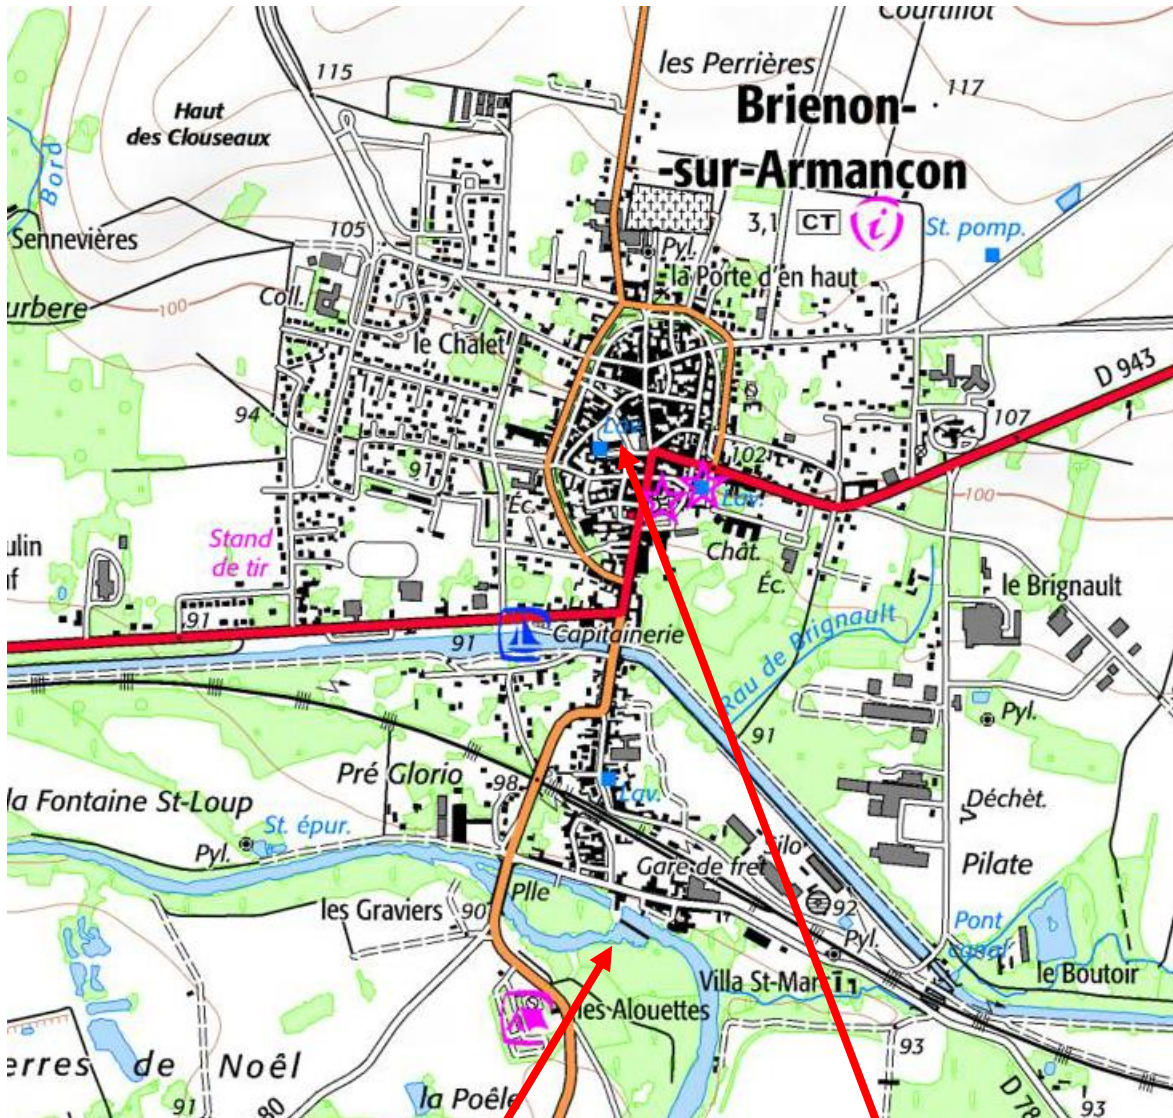 Courtillot
les Perrières
115
117
Haut
des Clouseaux
Brienon-
-sur-Armançon
Bord
3,1
CT
i
St. pomp.
Sennevières
105
Pyl.
la Porte d'en haut
urbere
Coll.
100
le Chalet
D 943
94
107
Lav.
91
102
100
Éc.
Lav.
Stand
de tir
Chât.
ulin
Éc.
le Brignault
91
91
Capitainerie
Rau de Brignault
Pyl.
91
Pré Glorio
98
Lav.
la Fontaine St-Loup
Déchèt.
St. épur.
Silo
Pyl.
Gare de fret
Pilate
Plle
les Graviers
90
92
Pont
canal
Pyl.
le Boutoir
Villa St-Mar
les Alouettes
93
erres de Noêl
la Poêle
91
80
D 78
93